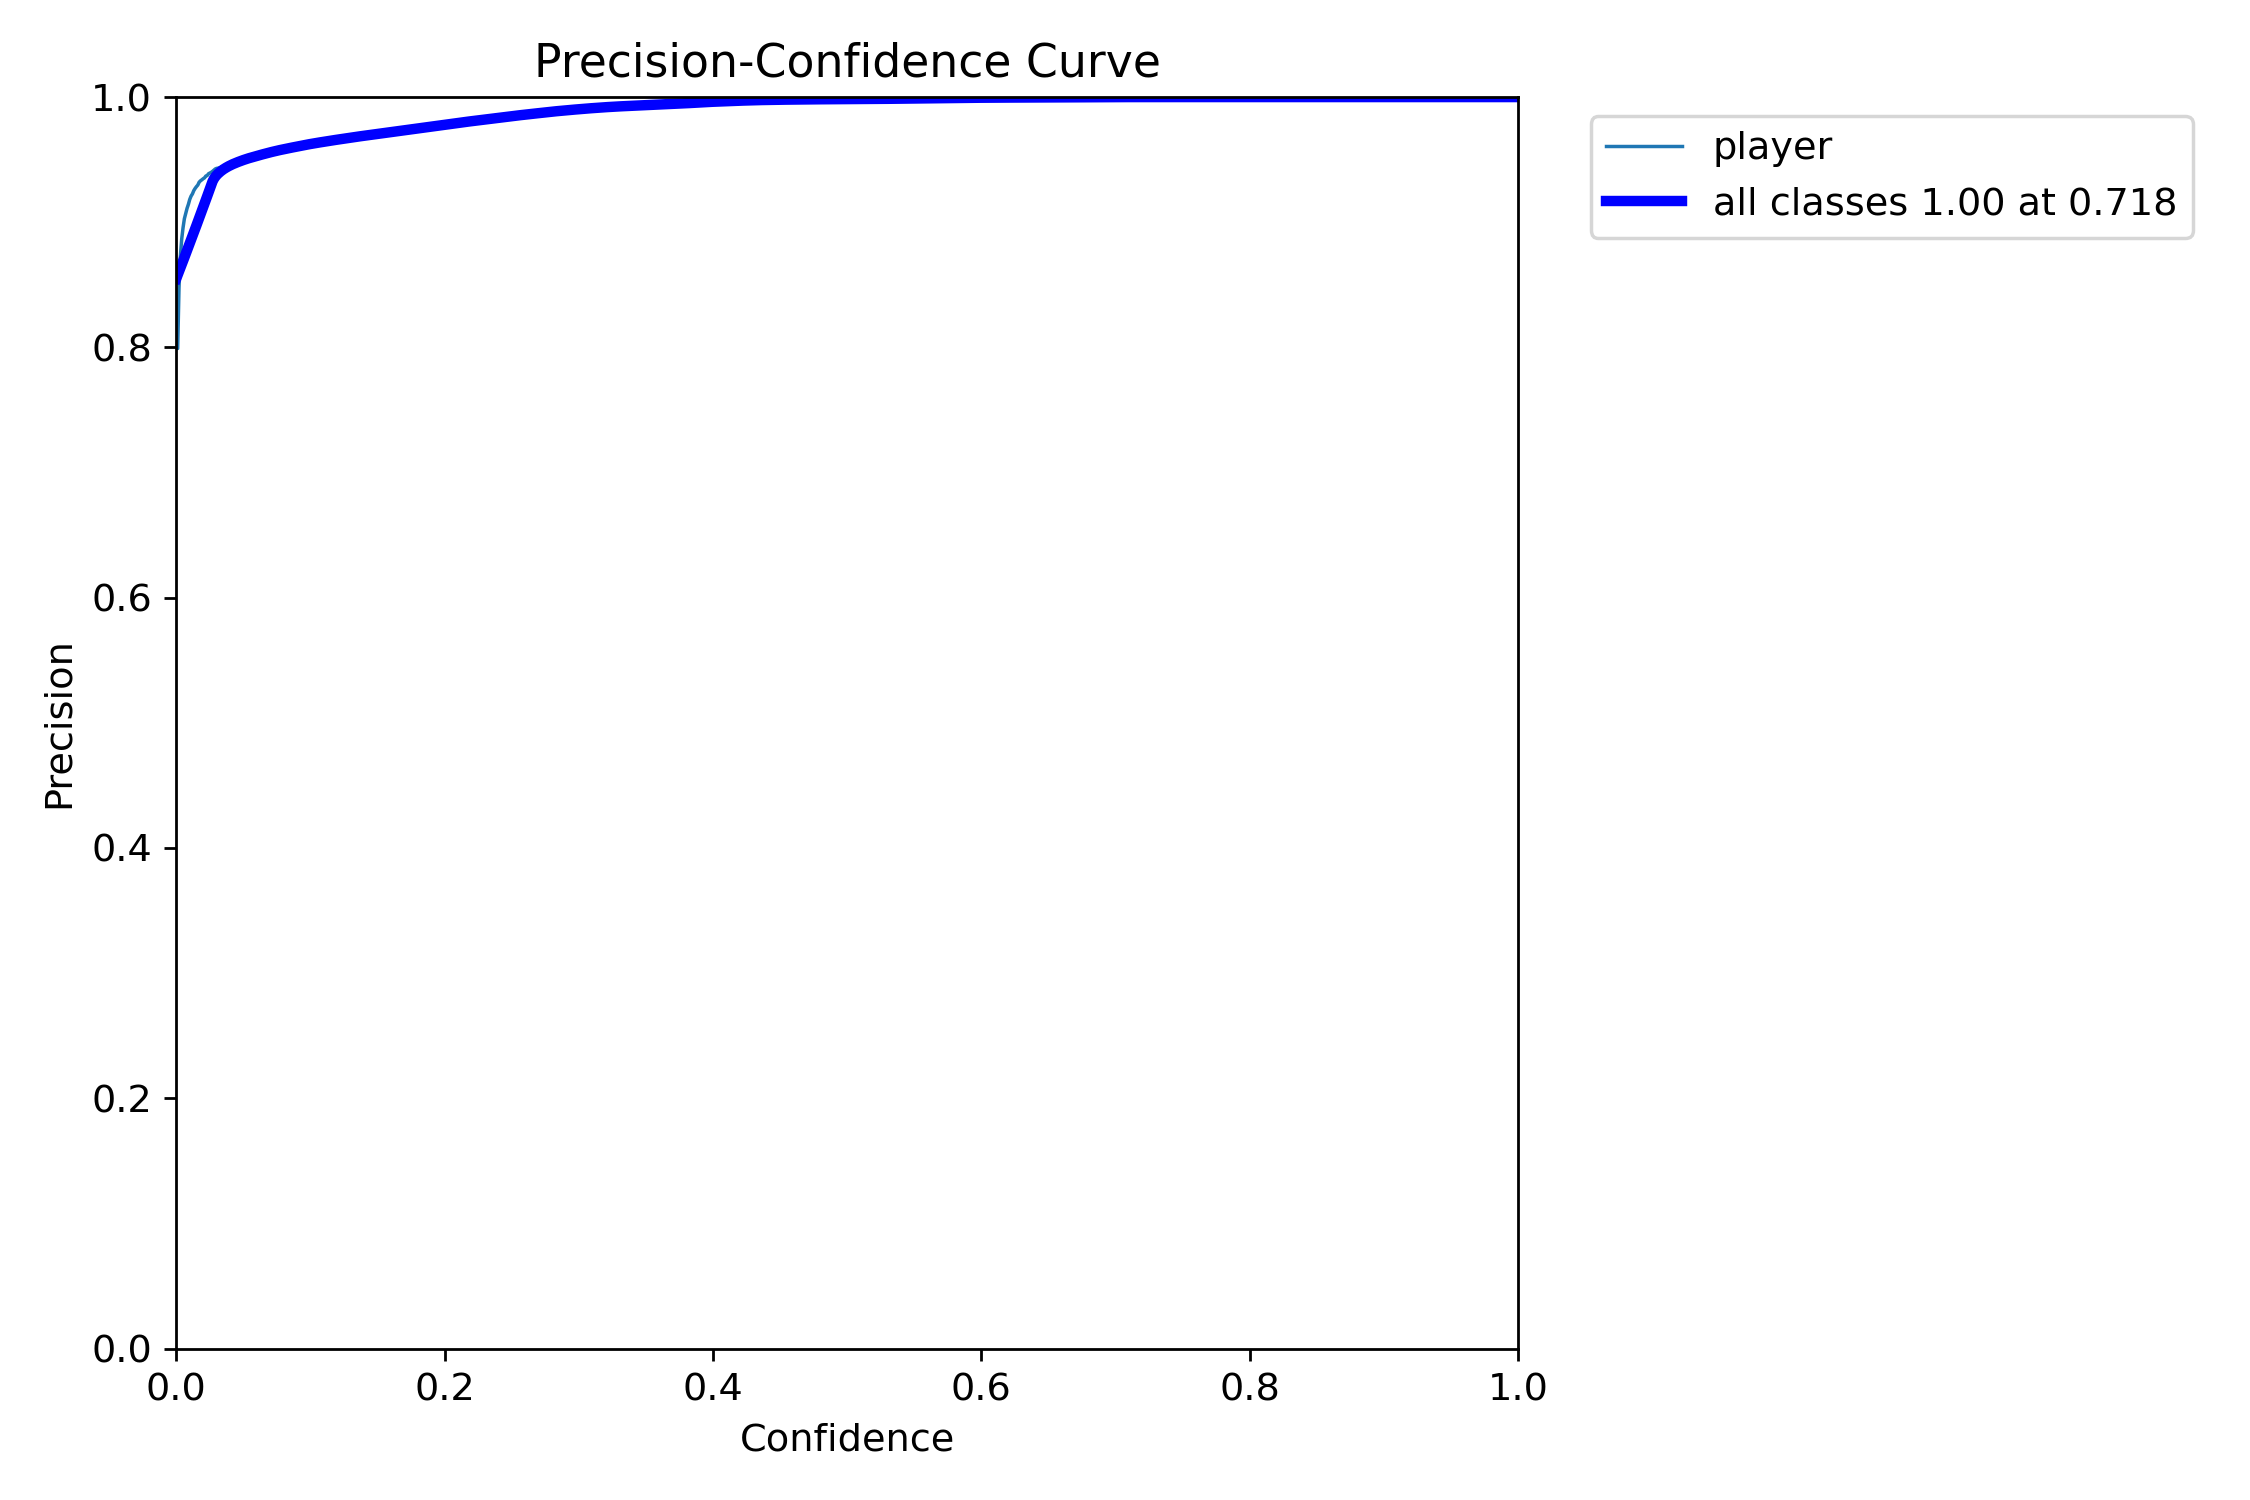 Precision-Confidence Curve
1.0
0.8
0.6
0.4
0.2
0.0
Precision
0.0 0.2 0.4 0.6 0.8 1.0
Confidence
player
all classes 1.00 at 0.718